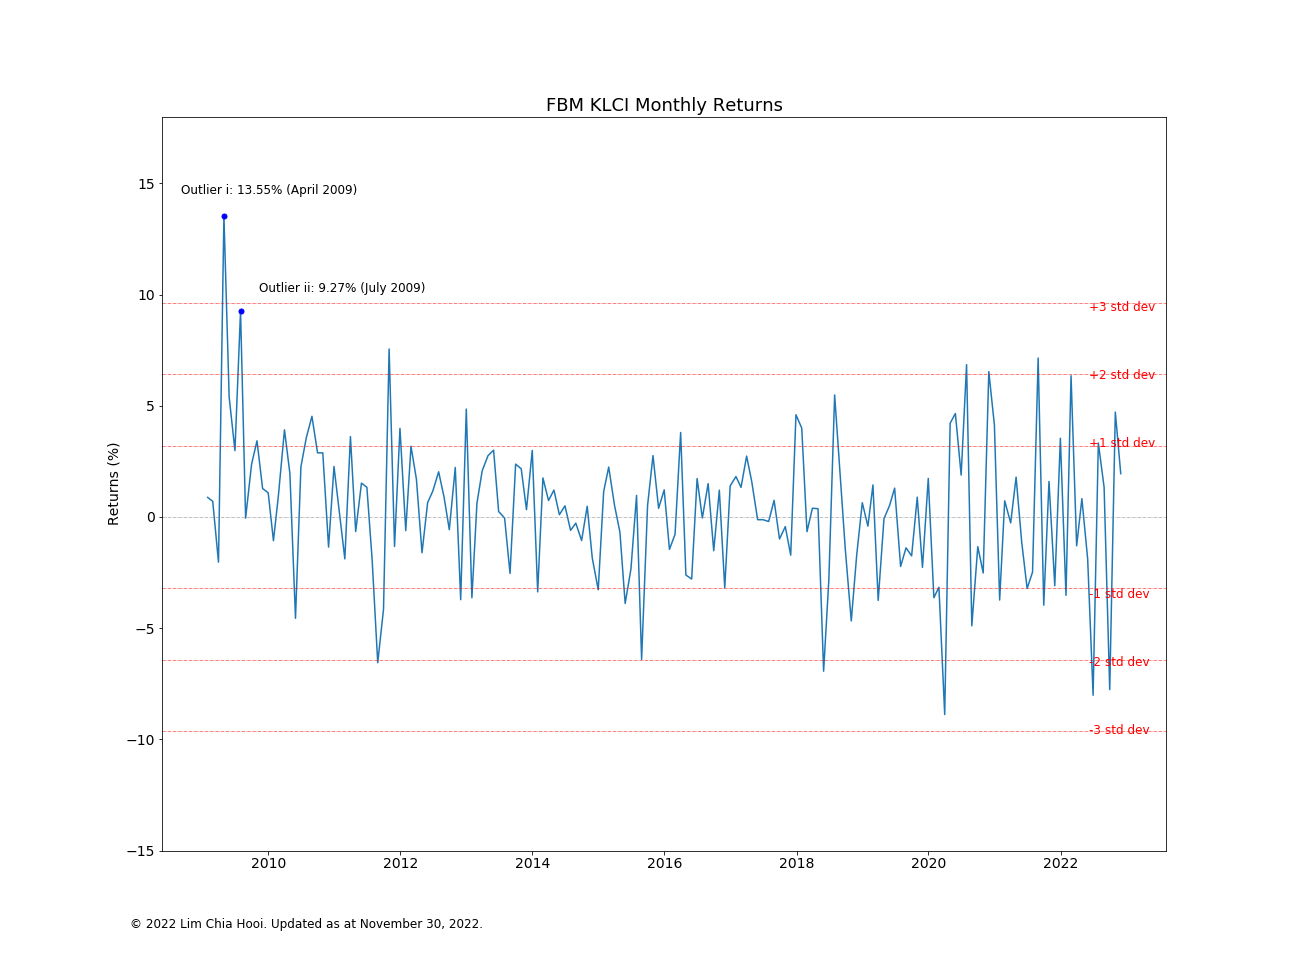 FBM KLCI Monthly Returns
15
Outlier i: 13.55% (April 2009)
Outlier ii: 9.27% (July 2009)
10
+3 std dev
+2 std dev
5
+1 std dev
Returns (%)
0
-1 std dev
−5
-2 std dev
-3 std dev
−10
−15
2010 2012 2014 2016 2018 2020 2022
© 2022 Lim Chia Hooi. Updated as at November 30, 2022.